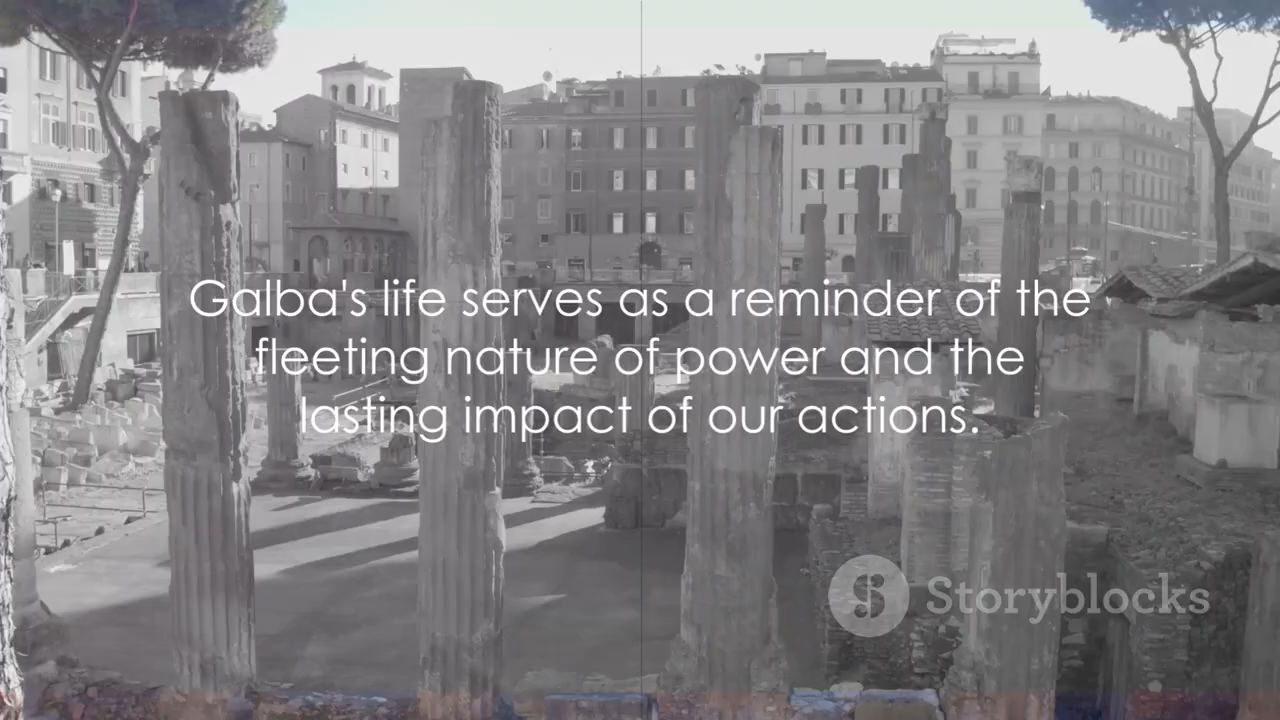 Galba's life serves as a reminder of the
fleeting nature of power and the
lasting impact of our actions.
Storyblocks